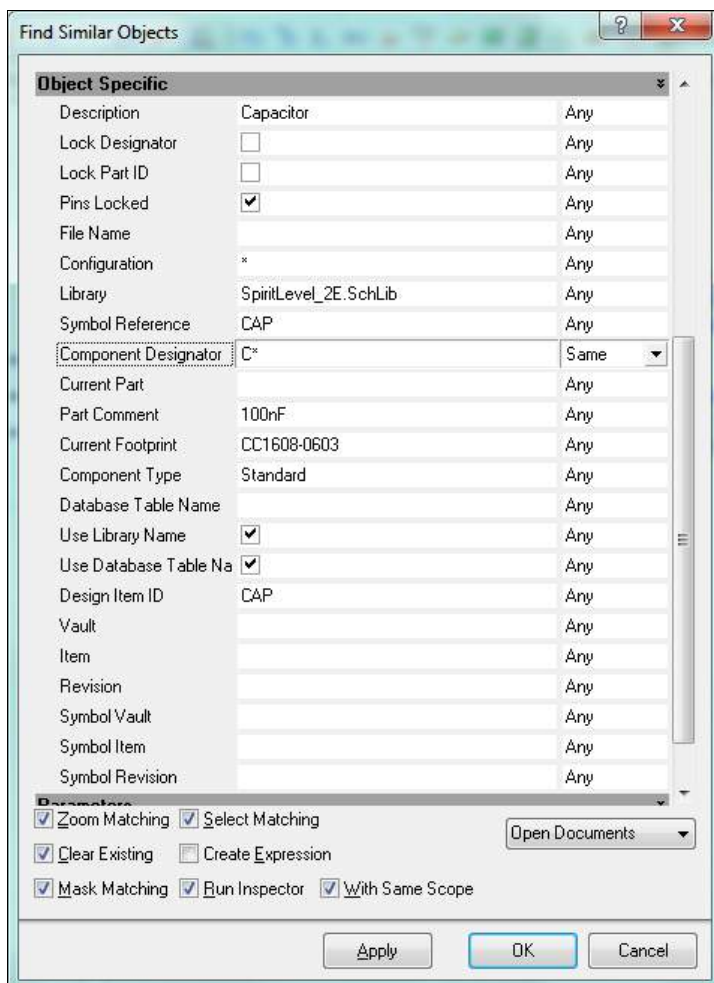 Find Similar Objects
Object Specific
Description Capacitor Any
Lock Designator Any
Lock Part ID Any
Pins Locked Any
File Name Any
Configuration * Any
Library SpiritLevel_2E.SchLib Any
Symbol Reference CAP Any
Component Designator C* Same
Current Part Any
Part Comment 100nF Any
Current Footprint CC1608-0603 Any
Component Type Standard Any
Database Table Name Any
Use Library Name Any
Use Database Table Na Any
Design Item ID CAP Any
Vault Any
Item Any
Revision Any
Symbol Vault Any
Symbol Item Any
Symbol Revision Any
Parameters
Zoom Matching Select Matching
Open Documents
Clear Existing Create Expression
Mask Matching Run Inspector With Same Scope
Apply OK Cancel